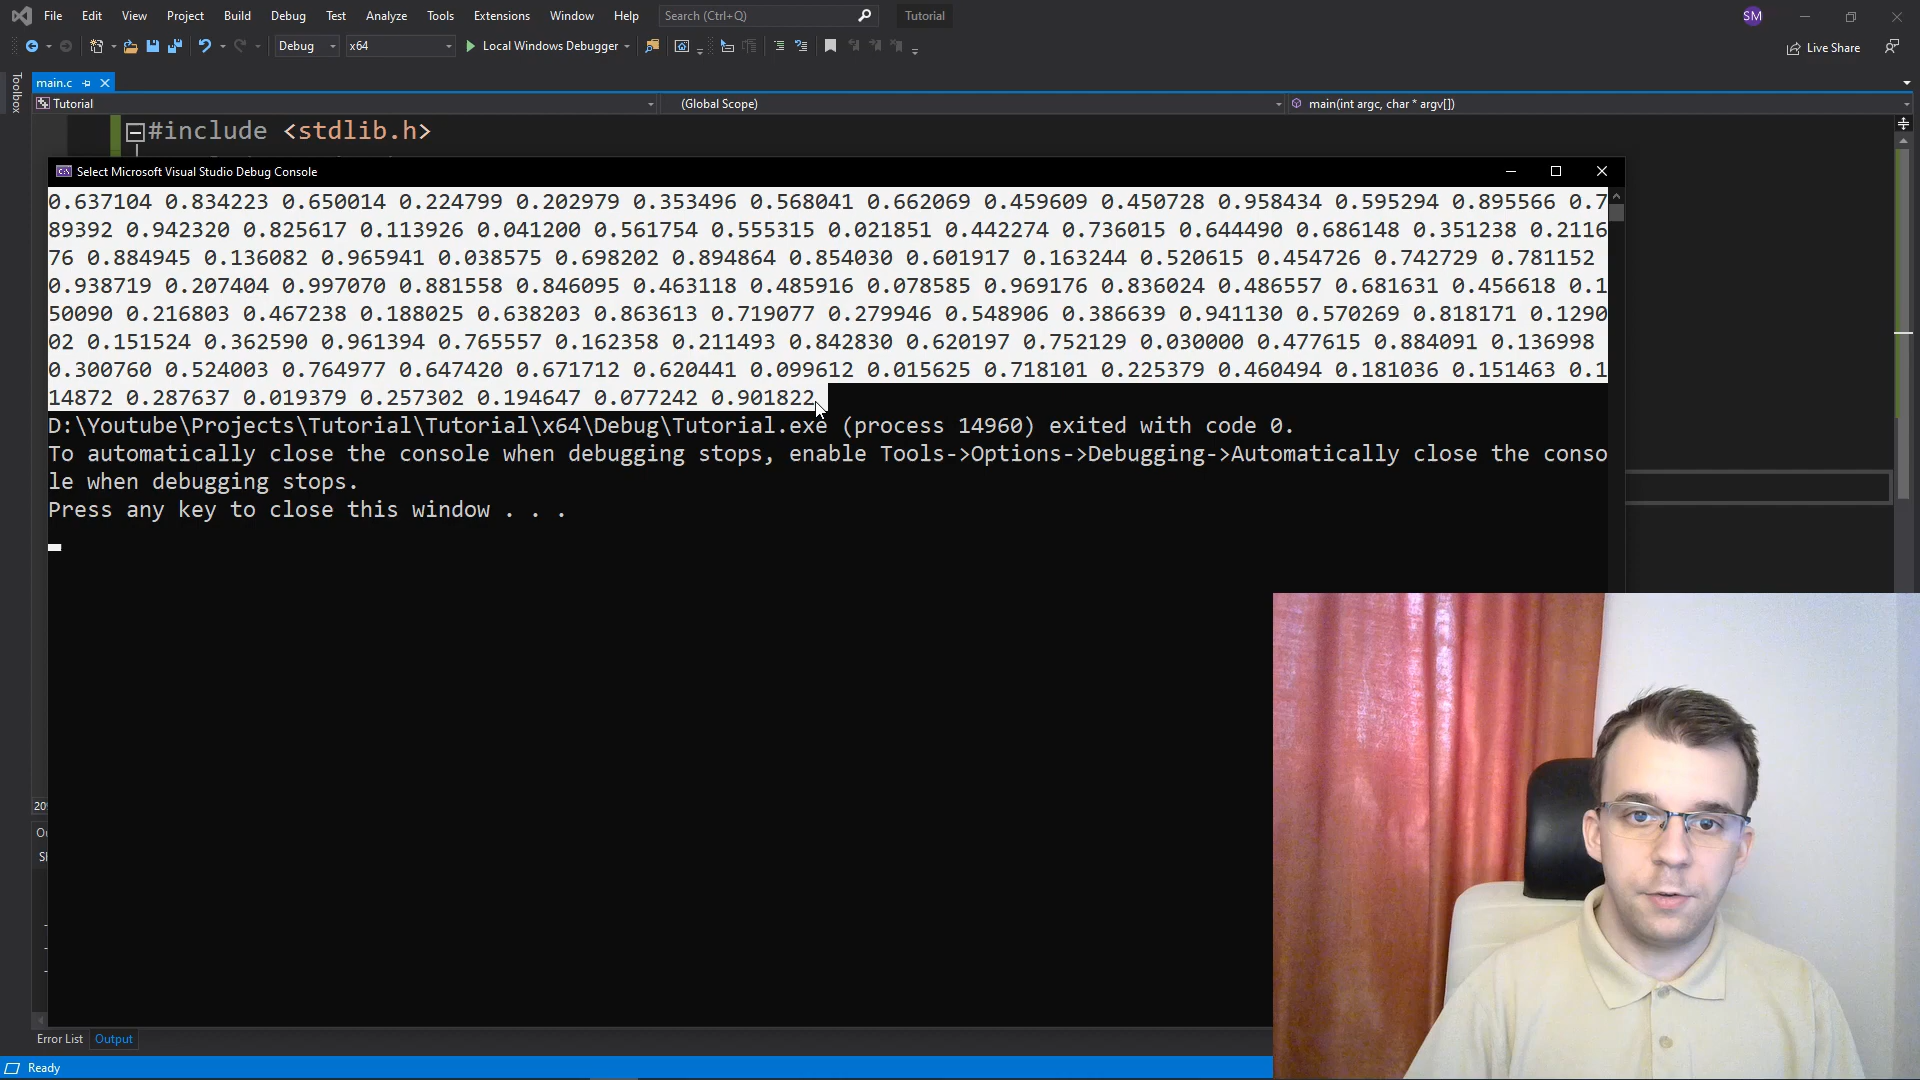 File Edit View Project Build Debug Test Analyze Tools Extensions Window Help Search (Ctrl+Q) Tutorial SM
Debug x64 Local Windows Debugger Live Share
Toolbox
main.c
Tutorial (Global Scope) main(int argc, char * argv[])
#include <stdlib.h>
Select Microsoft Visual Studio Debug Console
0.637104 0.834223 0.650014 0.224799 0.202979 0.353496 0.568041 0.662069 0.459609 0.450728 0.958434 0.595294 0.895566 0.7
89392 0.942320 0.825617 0.113926 0.041200 0.561754 0.555315 0.021851 0.442274 0.736015 0.644490 0.686148 0.351238 0.2116
76 0.884945 0.136082 0.965941 0.038575 0.698202 0.894864 0.854030 0.601917 0.163244 0.520615 0.454726 0.742729 0.781152
0.938719 0.207404 0.997070 0.881558 0.846095 0.463118 0.485916 0.078585 0.969176 0.836024 0.486557 0.681631 0.456618 0.1
50090 0.216803 0.467238 0.188025 0.638203 0.863613 0.719077 0.279946 0.548906 0.386639 0.941130 0.570269 0.818171 0.1290
02 0.151524 0.362590 0.961394 0.765557 0.162358 0.211493 0.842830 0.620197 0.752129 0.030000 0.477615 0.884091 0.136998
0.300760 0.524003 0.764977 0.647420 0.671712 0.620441 0.099612 0.015625 0.718101 0.225379 0.460494 0.181036 0.151463 0.1
14872 0.287637 0.019379 0.257302 0.194647 0.077242 0.901822
D:\Youtube\Projects\Tutorial\Tutorial\x64\Debug\Tutorial.exe (process 14960) exited with code 0.
To automatically close the console when debugging stops, enable Tools->Options->Debugging->Automatically close the conso
le when debugging stops.
Press any key to close this window . . .
Error List Output
Ready